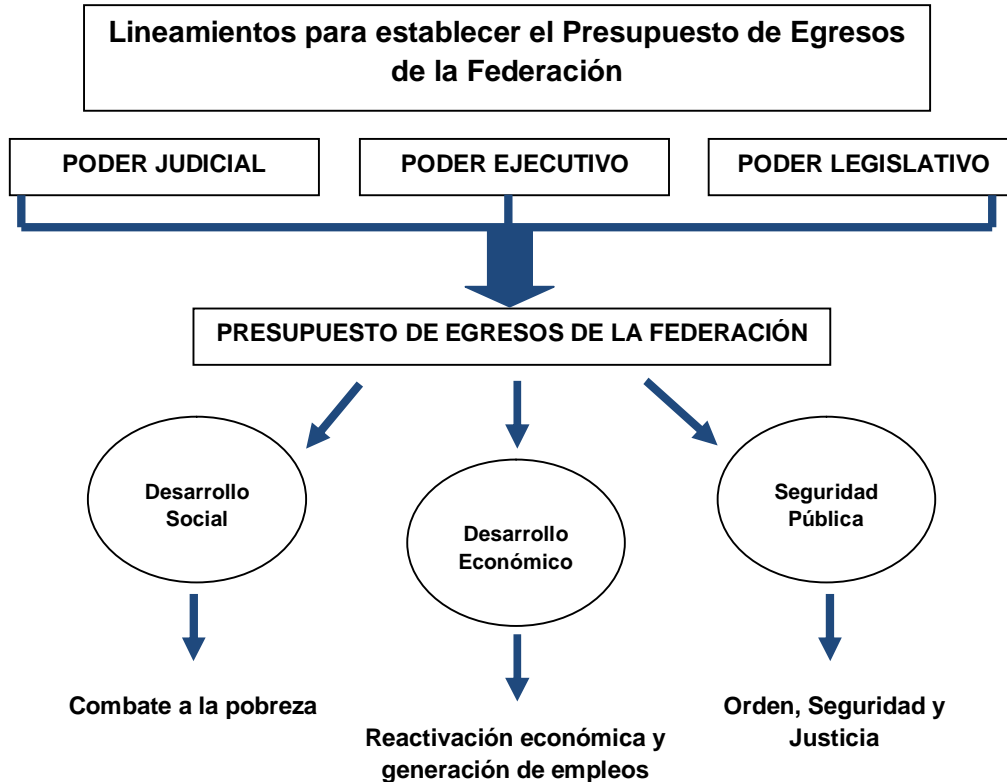 Lineamientos para establecer el Presupuesto de Egresos
de la Federación
PODER JUDICIAL
PODER EJECUTIVO
PODER LEGISLATIVO
PRESUPUESTO DE EGRESOS DE LA FEDERACIÓN
Desarrollo
Social
Desarrollo
Económico
Seguridad
Pública
Combate a la pobreza
Reactivación económica y
generación de empleos
Orden, Seguridad y
Justicia